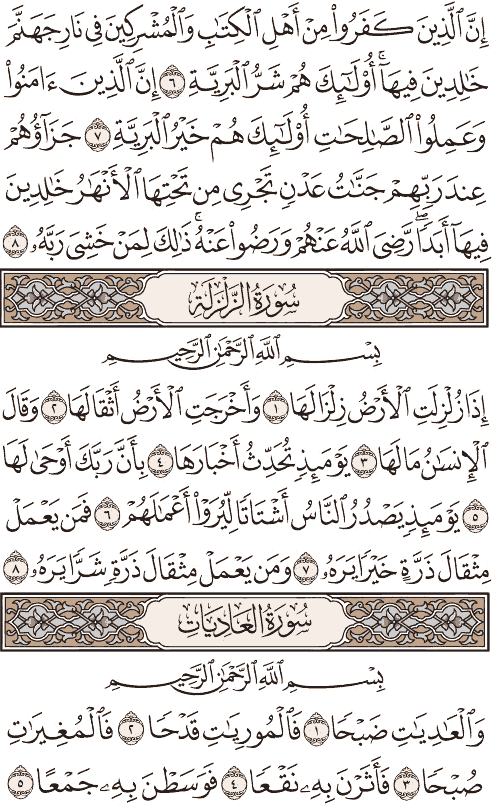 إِنَّ ٱلَّذِينَ كَفَرُوا۟ مِنْ أَهْلِ ٱلْكِتَٰبِ وَٱلْمُشْرِكِينَ فِى نَارِ جَهَنَّمَ
خَٰلِدِينَ فِيهَآ ۚ أُو۟لَٰٓئِكَ هُمْ شَرُّ ٱلْبَرِيَّةِ ٦ إِنَّ ٱلَّذِينَ ءَامَنُوا۟
وَعَمِلُوا۟ ٱلصَّٰلِحَٰتِ أُو۟لَٰٓئِكَ هُمْ خَيْرُ ٱلْبَرِيَّةِ ٧ جَزَآؤُهُمْ
عِندَ رَبِّهِمْ جَنَّٰتُ عَدْنٍ تَجْرِى مِن تَحْتِهَا ٱلْأَنْهَٰرُ خَٰلِدِينَ
فِيهَآ أَبَدًا ۖ رَّضِىَ ٱللَّهُ عَنْهُمْ وَرَضُوا۟ عَنْهُ ۚ ذَٰلِكَ لِمَنْ خَشِىَ رَبَّهُۥ ٨
سُورَةُ الزَّلْزَلَةِ
بِسْمِ ٱللَّهِ ٱلرَّحْمَٰنِ ٱلرَّحِيمِ
إِذَا زُلْزِلَتِ ٱلْأَرْضُ زِلْزَالَهَا ١ وَأَخْرَجَتِ ٱلْأَرْضُ أَثْقَالَهَا ٢ وَقَالَ
ٱلْإِنسَٰنُ مَا لَهَا ٣ يَوْمَئِذٍ تُحَدِّثُ أَخْبَارَهَا ٤ بِأَنَّ رَبَّكَ أَوْحَىٰ لَهَا
٥ يَوْمَئِذٍ يَصْدُرُ ٱلنَّاسُ أَشْتَاتًا لِّيُرَوْا۟ أَعْمَٰلَهُمْ ٦ فَمَن يَعْمَلْ
مِثْقَالَ ذَرَّةٍ خَيْرًا يَرَهُۥ ٧ وَمَن يَعْمَلْ مِثْقَالَ ذَرَّةٍ شَرًّا يَرَهُۥ ٨
سُورَةُ العَادِيَاتِ
بِسْمِ ٱللَّهِ ٱلرَّحْمَٰنِ ٱلرَّحِيمِ
وَٱلْعَٰدِيَٰتِ ضَبْحًا ١ فَٱلْمُورِيَٰتِ قَدْحًا ٢ فَٱلْمُغِيرَٰتِ
صُبْحًا ٣ فَأَثَرْنَ بِهِۦ نَقْعًا ٤ فَوَسَطْنَ بِهِۦ جَمْعًا ٥